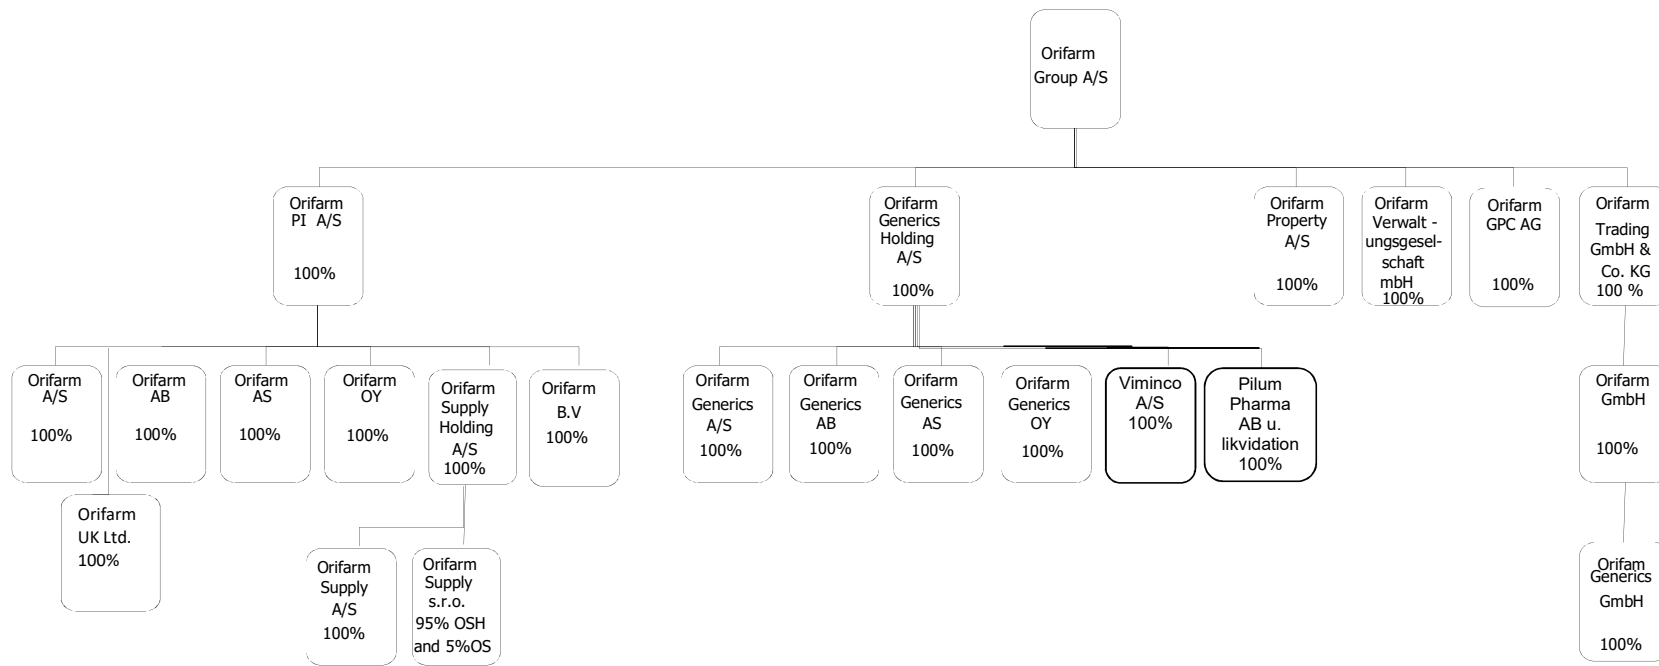 Orifarm
Group A/S
Orifarm
PI A/S
100%
Orifarm
Generics
Holding
A/S
100%
Orifarm
Property
A/S
100%
Orifarm
Verwalt -
ungsgesel-
schaft
mbH
100%
Orifarm
GPC AG
100%
Orifarm
Trading
GmbH &
Co. KG
100 %
Orifarm
A/S
100%
Orifarm
AB
100%
Orifarm
AS
100%
Orifarm
OY
100%
Orifarm
Supply
Holding
A/S
100%
Orifarm
B.V
100%
Orifarm
Generics
A/S
100%
Orifarm
Generics
AB
100%
Orifarm
Generics
AS
100%
Orifarm
Generics
OY
100%
Viminco
A/S
100%
Pilum
Pharma
AB u.
likvidation
100%
Orifarm
GmbH
100%
Orifarm
UK Ltd.
100%
Orifarm
Supply
A/S
100%
Orifarm
Supply
s.r.o.
95% OSH
and 5%OS
Orifam
Generics
GmbH
100%